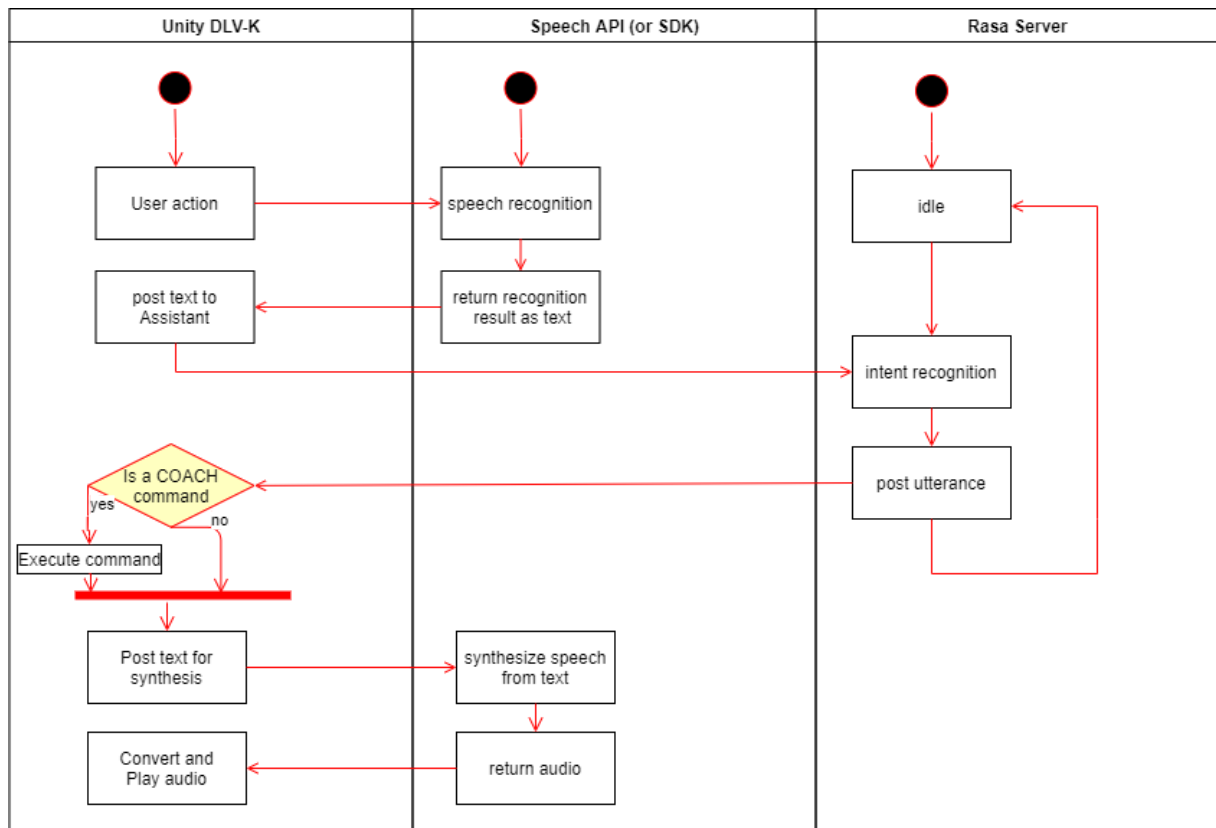 Unity DLV-K
Speech API (or SDK)
Rasa Server
User action
speech recognition
idle
post text to
Assistant
return recognition
result as text
intent recognition
Is a COACH
command
post utterance
yes
no
Execute command
Post text for
synthesis
synthesize speech
from text
Convert and
Play audio
return audio